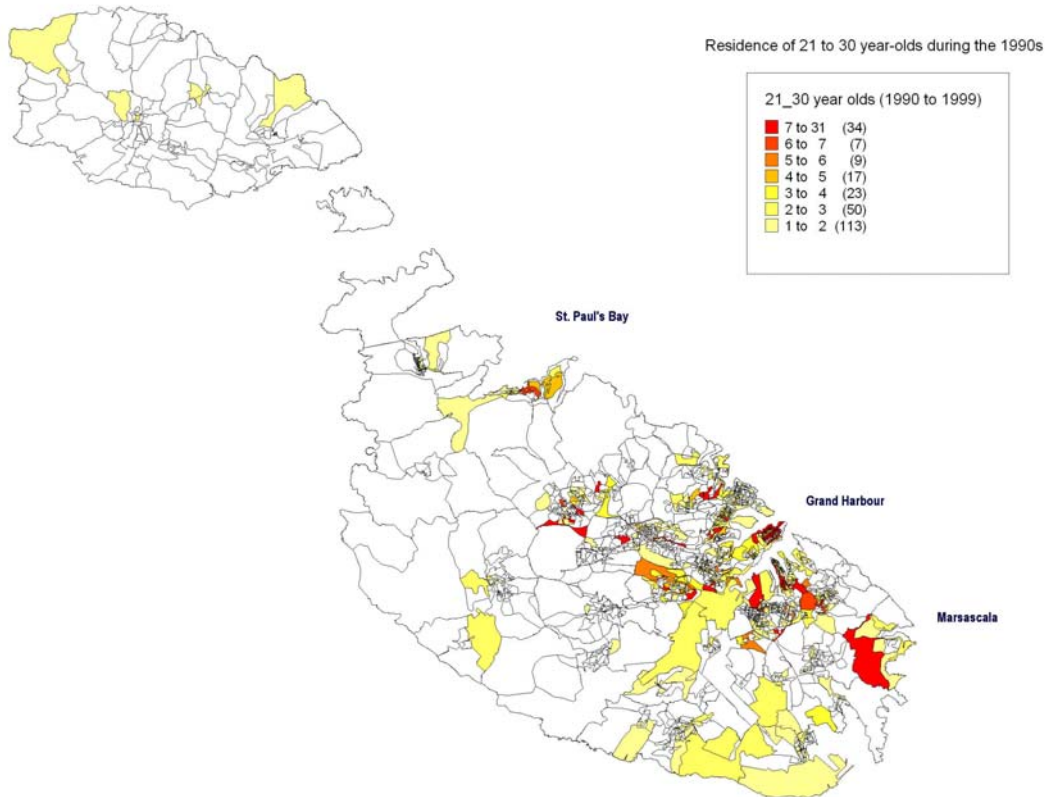 Residence of 21 to 30 year-olds during the 1990s
21_30 year olds (1990 to 1999)
7 to 31 (34)
6 to 7 (7)
5 to 6 (9)
4 to 5 (17)
3 to 4 (23)
2 to 3 (50)
1 to 2 (113)
St. Paul's Bay
Grand Harbour
Marsascala